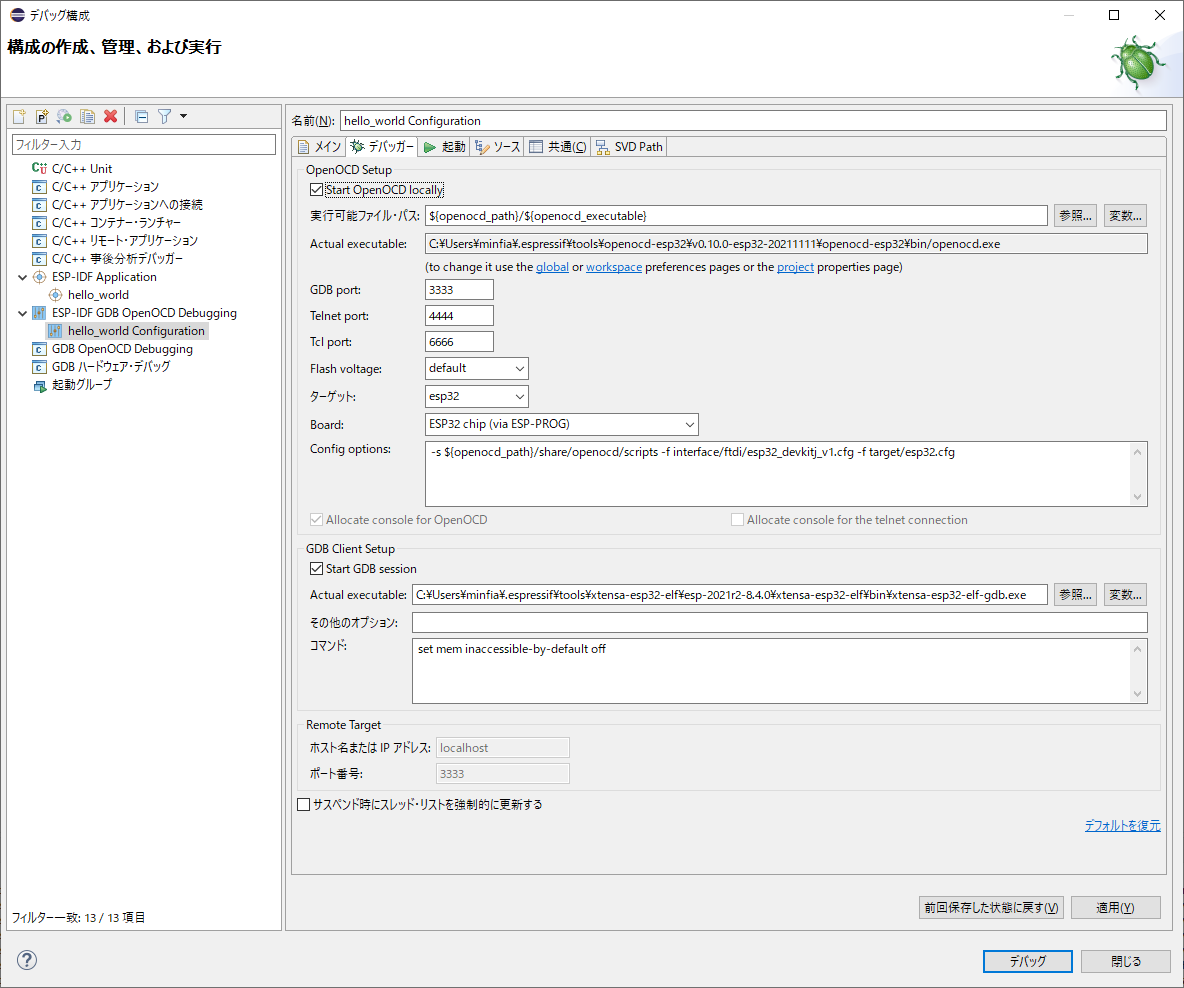 デバッグ構成
構成の作成、管理、および実行
フィルター入力
C/C++ Unit
C/C++ アプリケーション
C/C++ アプリケーションへの接続
C/C++ コンテナー・ランチャー
C/C++ リモート・アプリケーション
C/C++ 事後分析デバッガー
ESP-IDF Application
hello_world
ESP-IDF GDB OpenOCD Debugging
hello_world Configuration
GDB OpenOCD Debugging
GDB ハードウェア・デバッグ
起動グループ
フィルター一致: 13 / 13 項目
名前(N): hello_world Configuration
メイン デバッガー 起動 ソース 共通(C) SVD Path
OpenOCD Setup
Start OpenOCD locally
実行可能ファイル・パス: ${openocd_path}/${openocd_executable} 参照... 変数...
Actual executable: C:¥Users¥minfia¥.espressif¥tools¥openocd-esp32¥v0.10.0-esp32-20211111¥openocd-esp32¥bin/openocd.exe
(to change it use the global or workspace preferences pages or the project properties page)
GDB port: 3333
Telnet port: 4444
Tcl port: 6666
Flash voltage: default
ターゲット: esp32
Board: ESP32 chip (via ESP-PROG)
Config options: -s ${openocd_path}/share/openocd/scripts -f interface/ftdi/esp32_devkitj_v1.cfg -f target/esp32.cfg
Allocate console for OpenOCD Allocate console for the telnet connection
GDB Client Setup
Start GDB session
Actual executable: C:¥Users¥minfia¥.espressif¥tools¥xtensa-esp32-elf¥esp-2021r2-8.4.0¥xtensa-esp32-elf¥bin¥xtensa-esp32-elf-gdb.exe 参照... 変数...
その他のオプション:
コマンド: set mem inaccessible-by-default off
Remote Target
ホスト名または IP アドレス: localhost
ポート番号: 3333
サスペンド時にスレッド・リストを強制的に更新する
デフォルトを復元
前回保存した状態に戻す(V) 適用(Y)
? デバッグ 閉じる